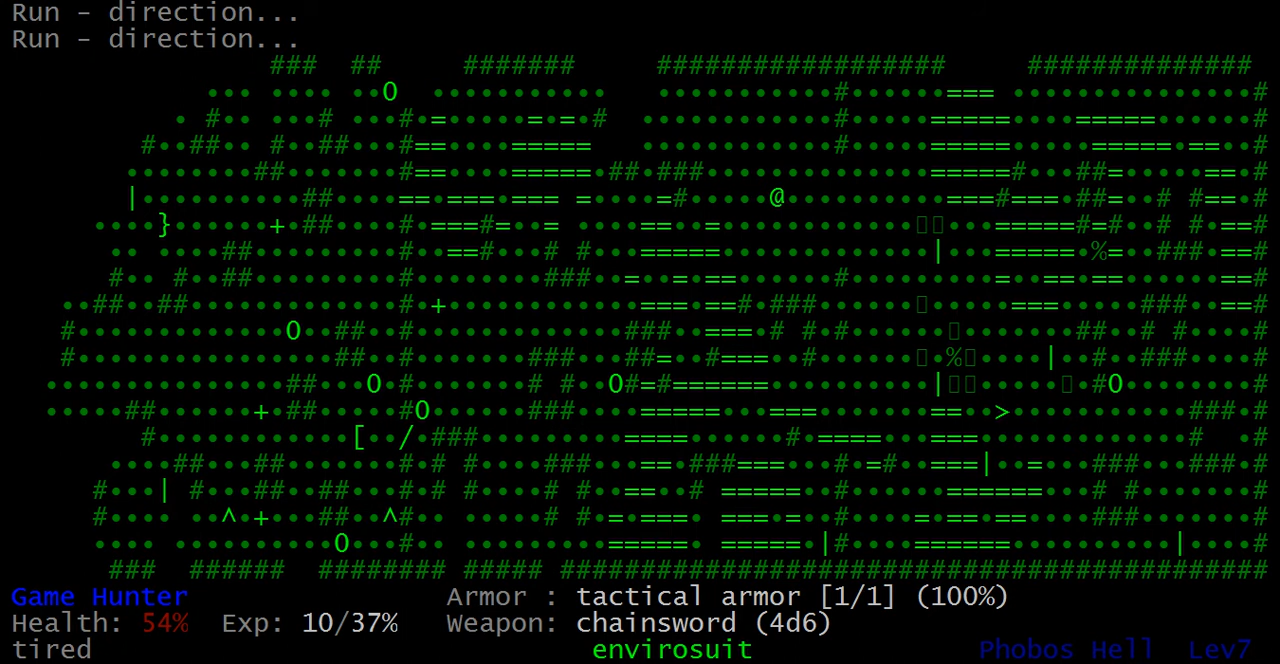 Run - direction...
Run - direction...
Game Hunter
Armor : tactical armor [1/1] (100%)
Health: 54% Exp: 10/37% Weapon: chainsword (4d6)
tired envirosuit Phobos Hell Lev7